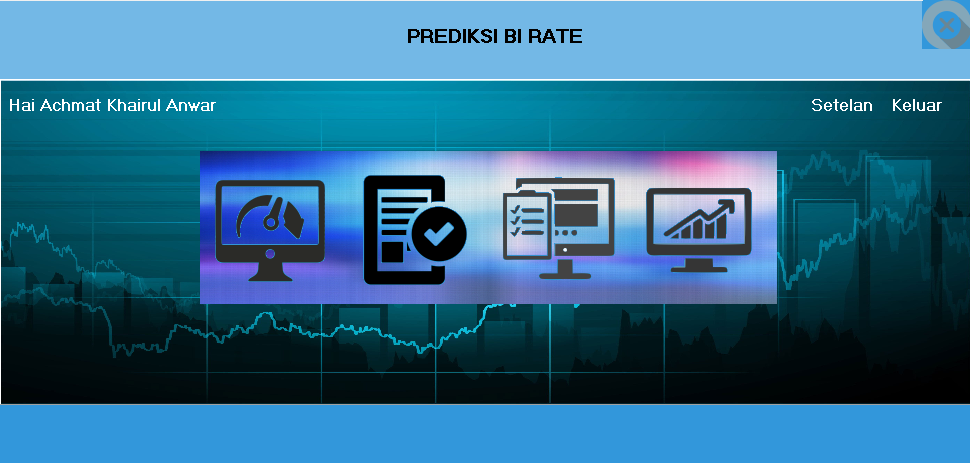 PREDIKSI BI RATE
Hai Achmat Khairul Anwar
Setelan Keluar